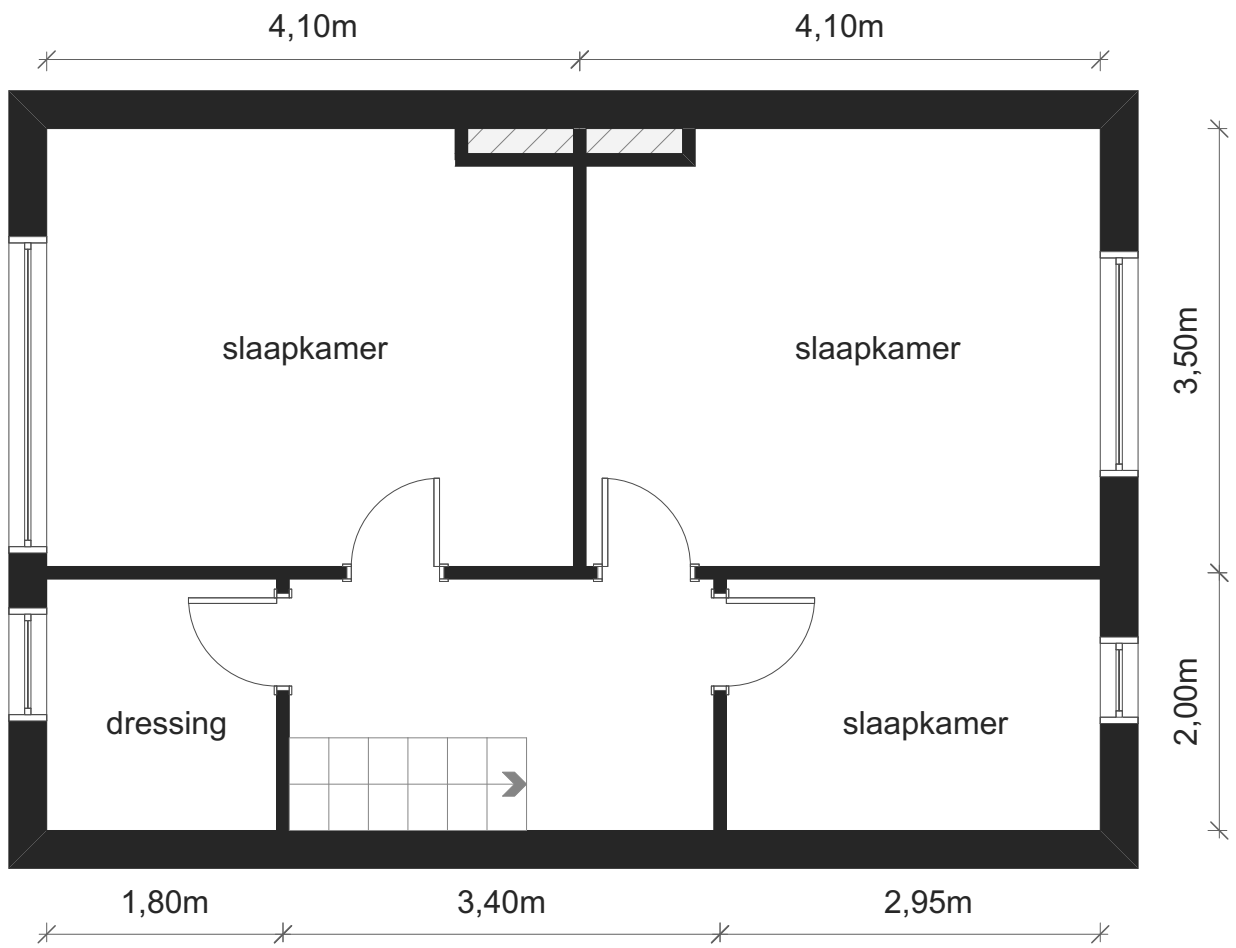 4,10m
4,10m
slaapkamer
slaapkamer
3,50m
dressing
slaapkamer
2,00m
1,80m
3,40m
2,95m